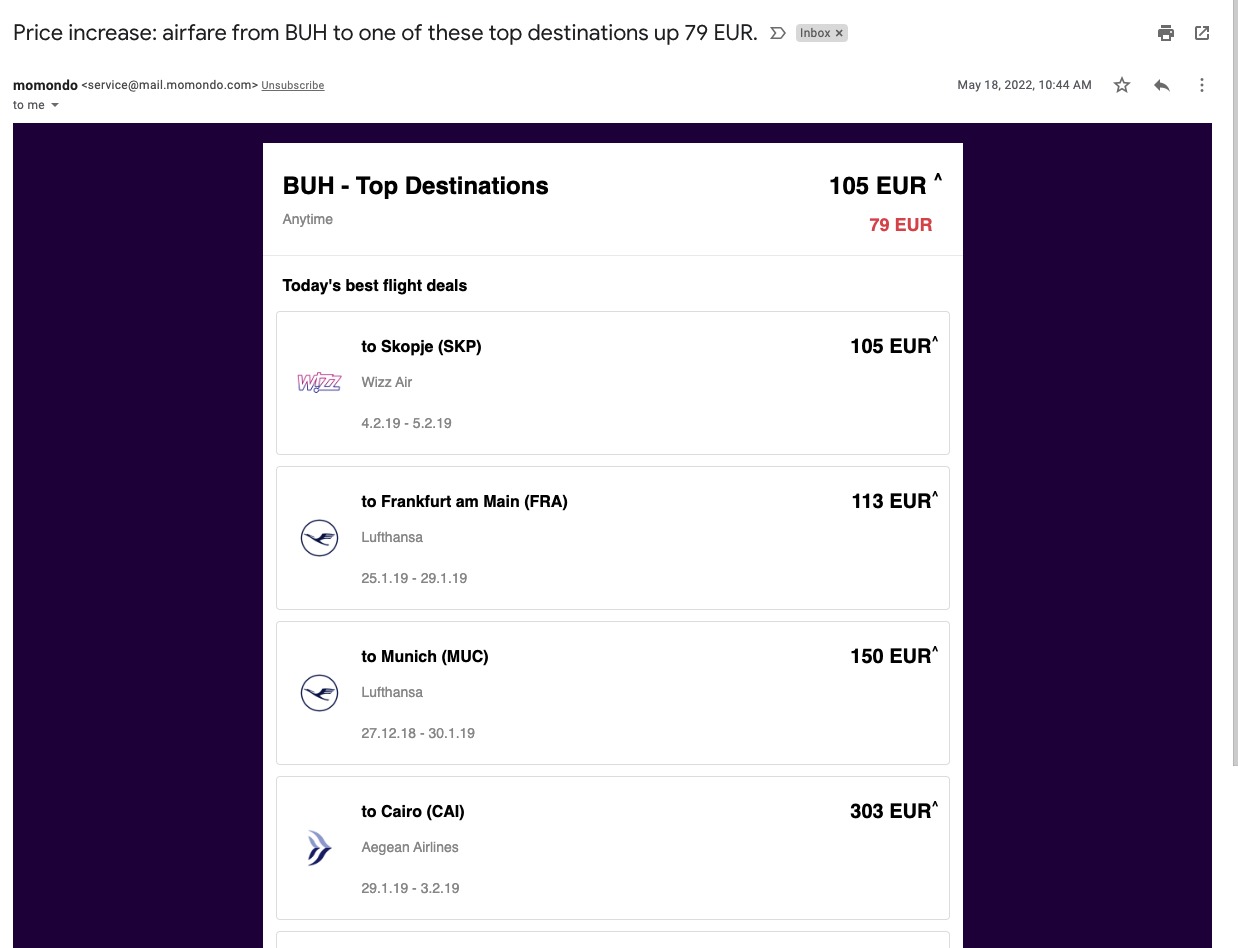 Price increase: airfare from BUH to one of these top destinations up 79 EUR. Inbox ×
momondo <service@mail.momondo.com> Unsubscribe May 18, 2022, 10:44 AM
to me
BUH - Top Destinations 105 EUR ^
Anytime 79 EUR
Today's best flight deals
to Skopje (SKP) 105 EUR^
Wizz
Wizz Air
4.2.19 - 5.2.19
to Frankfurt am Main (FRA) 113 EUR^
Lufthansa
25.1.19 - 29.1.19
to Munich (MUC) 150 EUR^
Lufthansa
27.12.18 - 30.1.19
to Cairo (CAI) 303 EUR^
Aegean Airlines
29.1.19 - 3.2.19